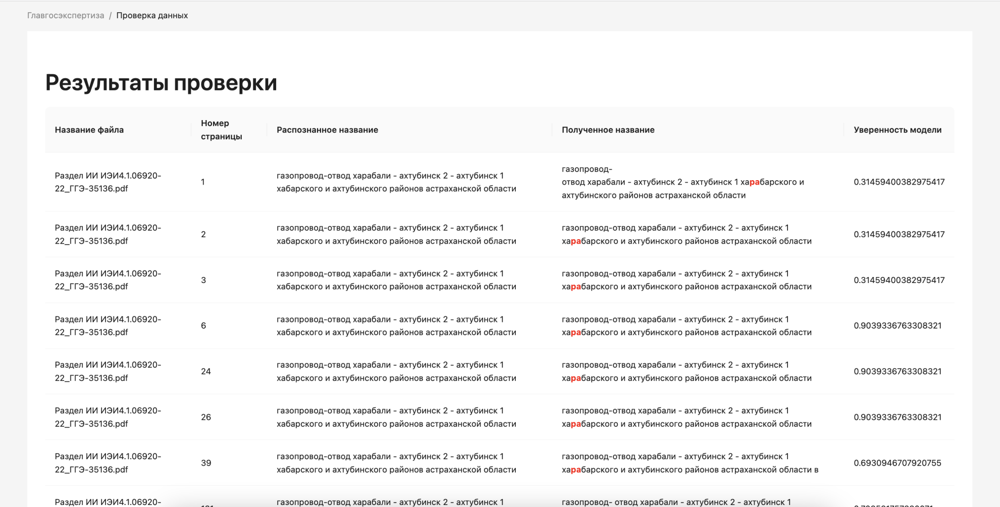 Главгосэкспертиза / Проверка данных
Результаты проверки
Название файла
Номер
страницы
Распознанное название
Полученное название
Уверенность модели
Раздел ИИ ИЭИ4.1.06920-
22_ГГЭ-35136.pdf
1
газопровод-отвод харабали - ахтубинск 2 - ахтубинск 1
хабарского и ахтубинского районов астраханской области
газопровод-
отвод харабали - ахтубинск 2 - ахтубинск 1 харабарского и
ахтубинского районов астраханской области
0.31459400382975417
Раздел ИИ ИЭИ4.1.06920-
22_ГГЭ-35136.pdf
2
газопровод-отвод харабали - ахтубинск 2 - ахтубинск 1
хабарского и ахтубинского районов астраханской области
газопровод-отвод харабали - ахтубинск 2 - ахтубинск 1
харабарского и ахтубинского районов астраханской области
0.31459400382975417
Раздел ИИ ИЭИ4.1.06920-
22_ГГЭ-35136.pdf
3
газопровод-отвод харабали - ахтубинск 2 - ахтубинск 1
хабарского и ахтубинского районов астраханской области
газопровод-отвод харабали - ахтубинск 2 - ахтубинск 1
харабарского и ахтубинского районов астраханской области
0.31459400382975417
Раздел ИИ ИЭИ4.1.06920-
22_ГГЭ-35136.pdf
6
газопровод-отвод харабали - ахтубинск 2 - ахтубинск 1
хабарского и ахтубинского районов астраханской области
газопровод-отвод харабали - ахтубинск 2 - ахтубинск 1
харабарского и ахтубинского районов астраханской области
0.9039336763308321
Раздел ИИ ИЭИ4.1.06920-
22_ГГЭ-35136.pdf
24
газопровод-отвод харабали - ахтубинск 2 - ахтубинск 1
хабарского и ахтубинского районов астраханской области
газопровод-отвод харабали - ахтубинск 2 - ахтубинск 1
харабарского и ахтубинского районов астраханской области
0.9039336763308321
Раздел ИИ ИЭИ4.1.06920-
22_ГГЭ-35136.pdf
26
газопровод-отвод харабали - ахтубинск 2 - ахтубинск 1
хабарского и ахтубинского районов астраханской области
газопровод-отвод харабали - ахтубинск 2 - ахтубинск 1
харабарского и ахтубинского районов астраханской области
0.9039336763308321
Раздел ИИ ИЭИ4.1.06920-
22_ГГЭ-35136.pdf
39
газопровод-отвод харабали - ахтубинск 2 - ахтубинск 1
хабарского и ахтубинского районов астраханской области
газопровод-отвод харабали - ахтубинск 2 - ахтубинск 1
харабарского и ахтубинского районов астраханской области в
0.6930946707920755
Раздел ИИ ИЭИ4.1.06920-
газопровод-отвод харабали - ахтубинск 2 - ахтубинск 1
газопровод- отвод харабали - ахтубинск 2 - ахтубинск 1